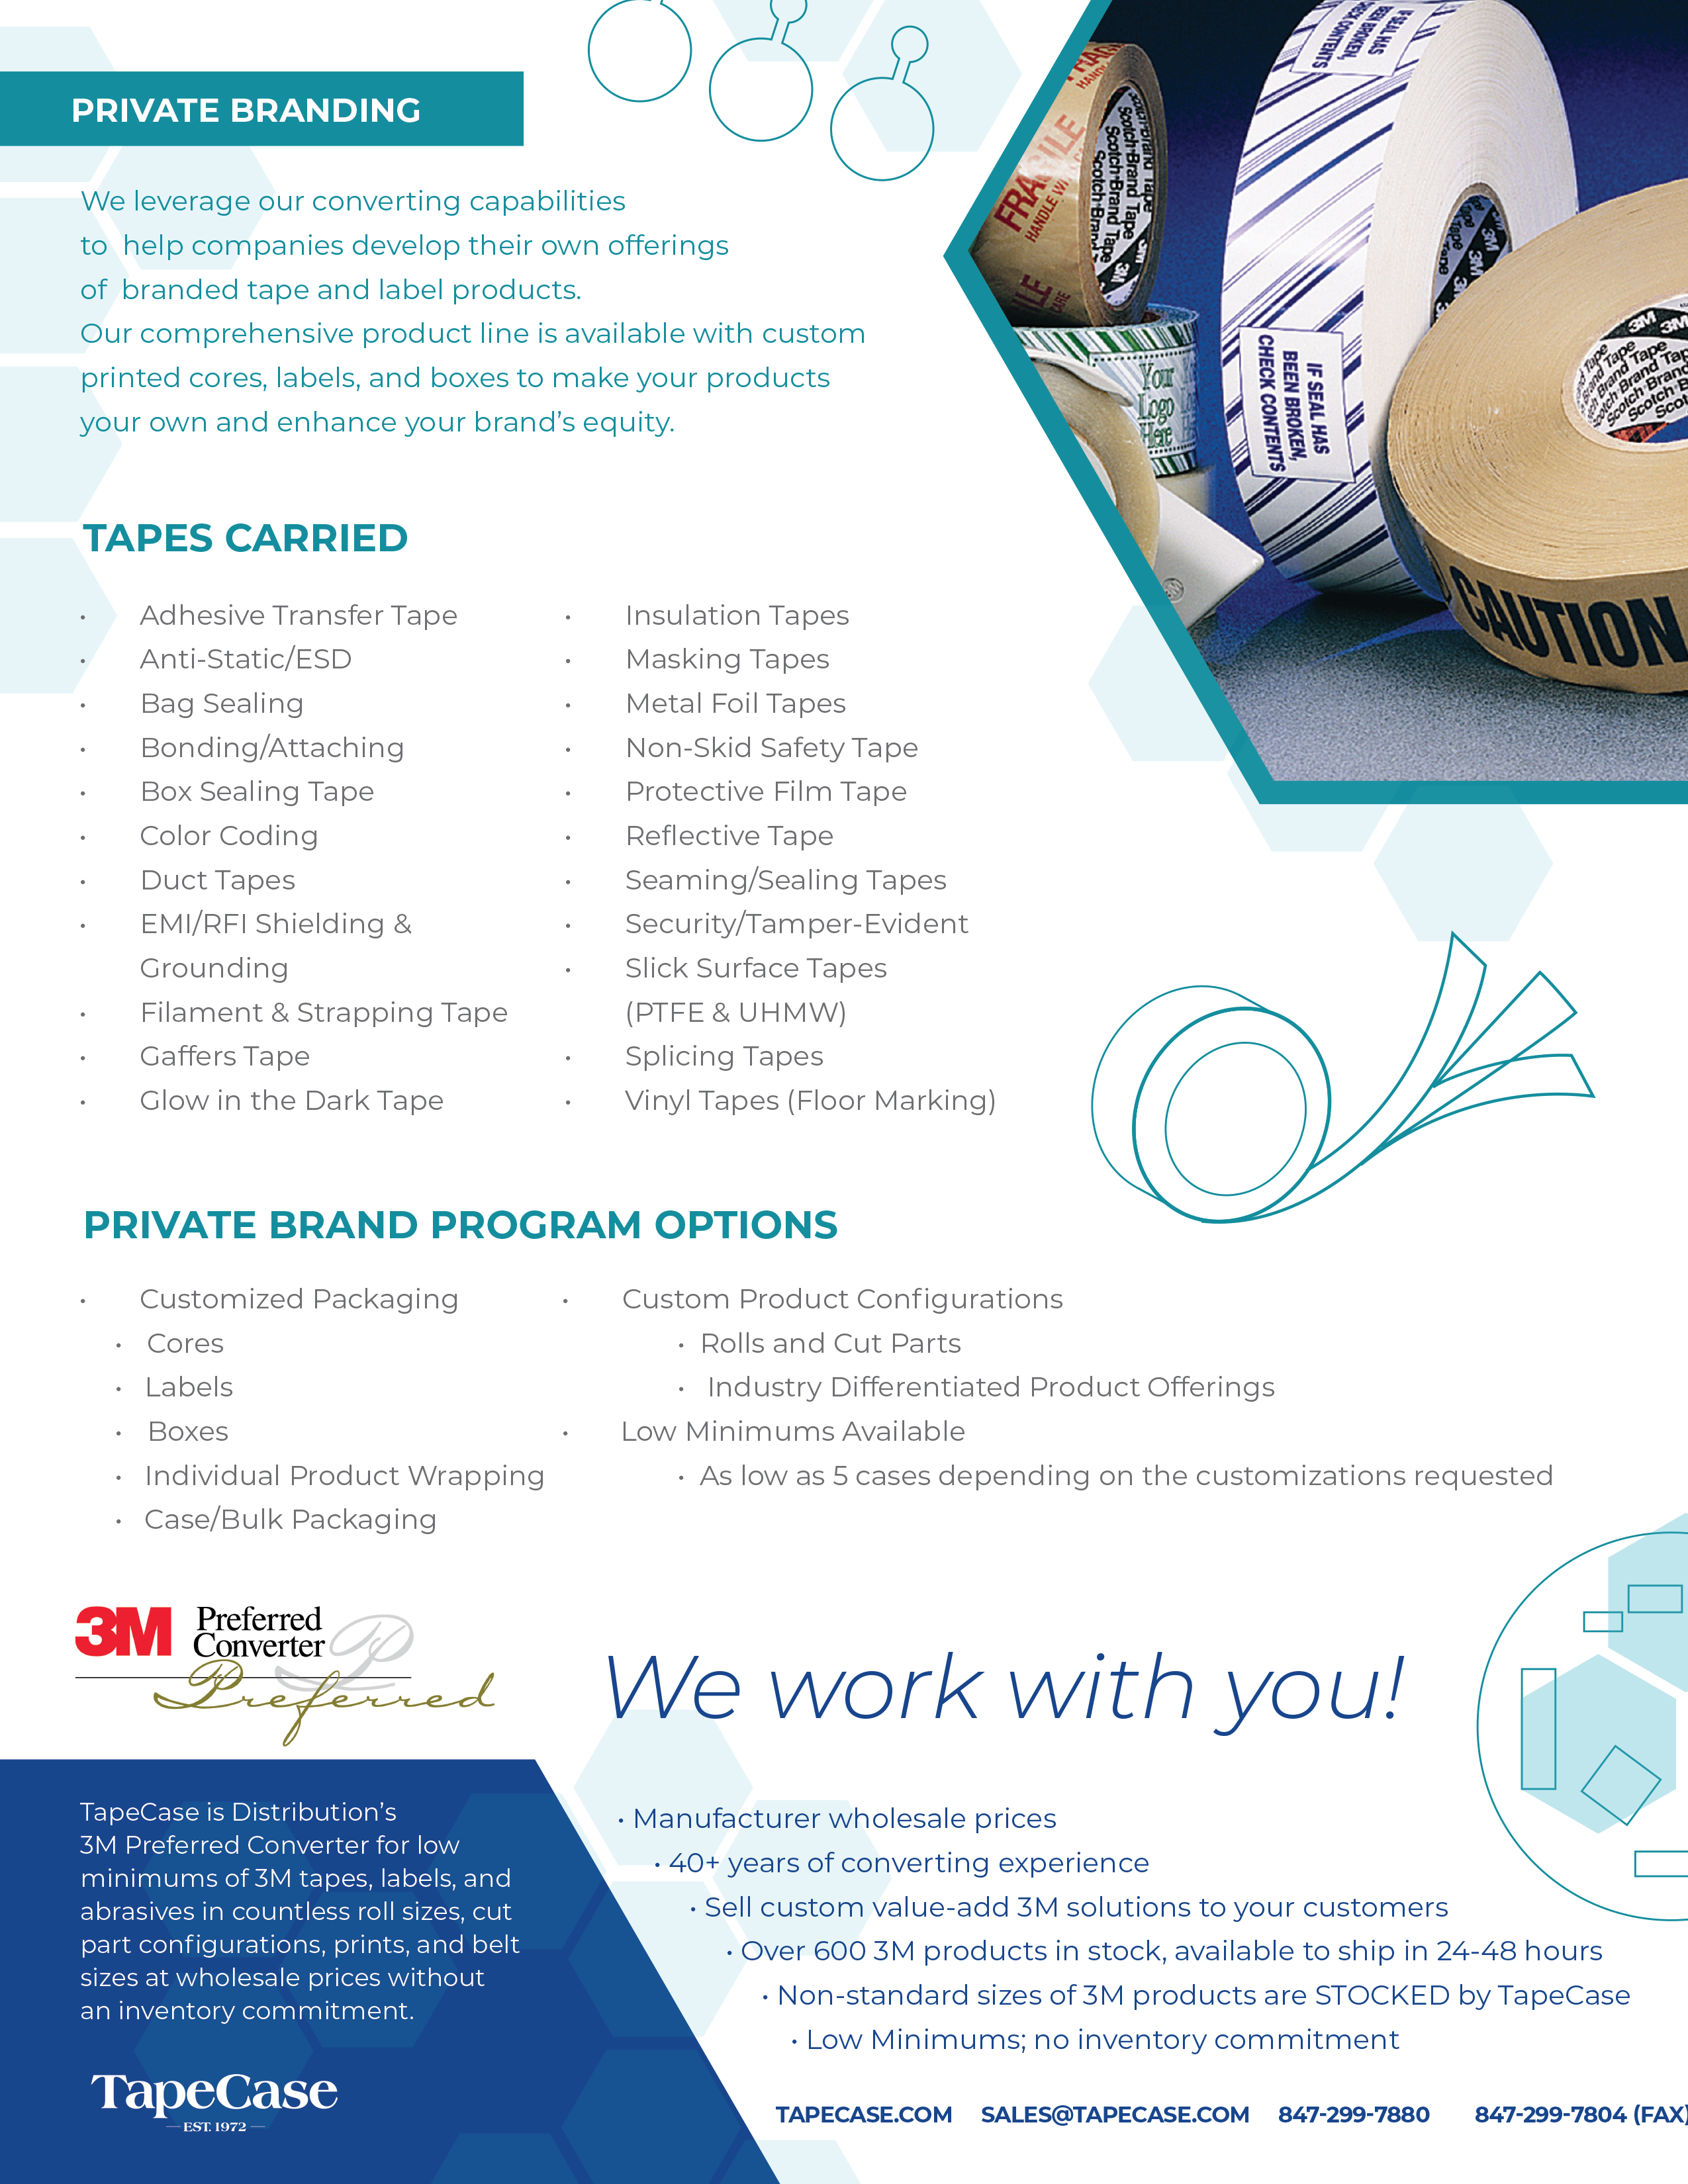 PRIVATE BRANDING
We leverage our converting capabilities
to help companies develop their own offerings
of branded tape and label products.
Our comprehensive product line is available with custom
printed cores, labels, and boxes to make your products
your own and enhance your brand’s equity.
IF SEAL HAS
BEEN BROKEN,
CHECK CONTENTS
FRAGILE
Scotch-Brand Tape
3M
Your
Logo
Here
IF SEAL HAS
BEEN BROKEN,
CHECK CONTENTS
CAUTION
TAPES CARRIED
• Adhesive Transfer Tape
• Anti-Static/ESD
• Bag Sealing
• Bonding/Attaching
• Box Sealing Tape
• Color Coding
• Duct Tapes
• EMI/RFI Shielding &
Grounding
• Filament & Strapping Tape
• Gaffers Tape
• Glow in the Dark Tape
• Insulation Tapes
• Masking Tapes
• Metal Foil Tapes
• Non-Skid Safety Tape
• Protective Film Tape
• Reflective Tape
• Seaming/Sealing Tapes
• Security/Tamper-Evident
• Slick Surface Tapes
(PTFE & UHMW)
• Splicing Tapes
• Vinyl Tapes (Floor Marking)
PRIVATE BRAND PROGRAM OPTIONS
• Customized Packaging
• Cores
• Labels
• Boxes
• Individual Product Wrapping
• Case/Bulk Packaging
• Custom Product Configurations
• Rolls and Cut Parts
• Industry Differentiated Product Offerings
• Low Minimums Available
• As low as 5 cases depending on the customizations requested
3M Preferred
Converter
P
Preferred
We work with you!
TapeCase is Distribution’s
3M Preferred Converter for low
minimums of 3M tapes, labels, and
abrasives in countless roll sizes, cut
part configurations, prints, and belt
sizes at wholesale prices without
an inventory commitment.
TapeCase
EST. 1972
• Manufacturer wholesale prices
• 40+ years of converting experience
• Sell custom value-add 3M solutions to your customers
• Over 600 3M products in stock, available to ship in 24-48 hours
• Non-standard sizes of 3M products are STOCKED by TapeCase
• Low Minimums; no inventory commitment
TAPECASE.COM SALES@TAPECASE.COM 847-299-7880 847-299-7804 (FAX)